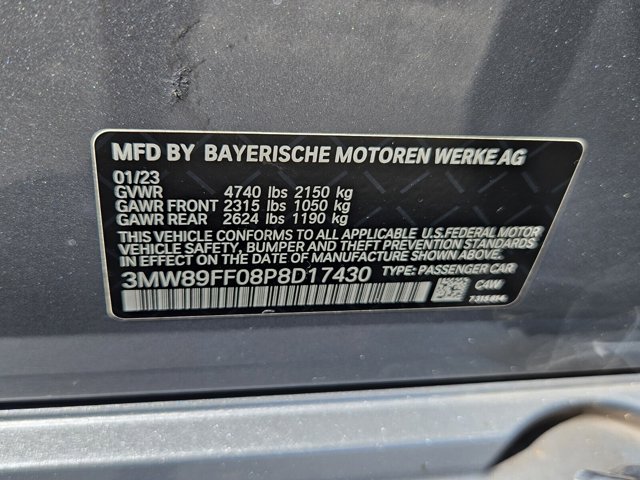 MFD BY BAYERISCHE MOTOREN WERKE AG
01/23
GVWR 4740 lbs 2150 kg
GAWR FRONT 2315 lbs 1050 kg
GAWR REAR 2624 lbs 1190 kg
THIS VEHICLE CONFORMS TO ALL APPLICABLE U.S.FEDERAL MOTOR
VEHICLE SAFETY, BUMPER AND THEFT PREVENTION STANDARDS
IN EFFECT ON THE DATE OF MANUFACTURE SHOWN ABOVE.
3MW89FF08P8D17430 TYPE: PASSENGER CAR
C4W